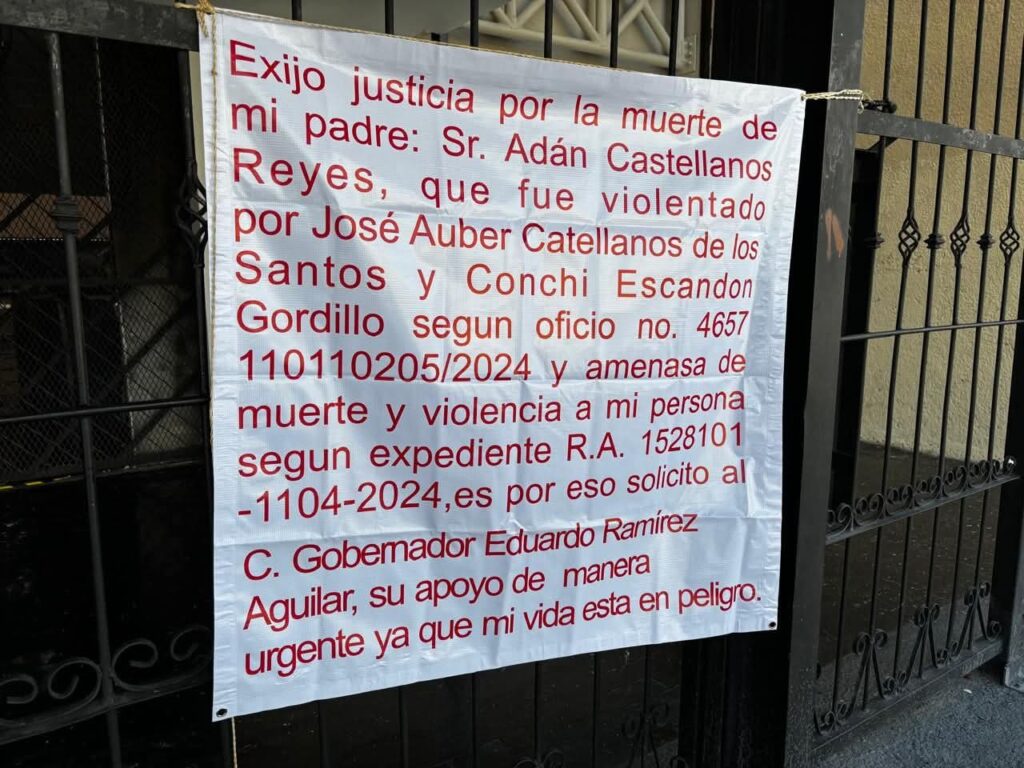 Exijo justicia por la muerte de
mi padre: Sr. Adán Castellanos
Reyes, que fue violentado
por José Auber Catellanos de los
Santos y Conchi Escandon
Gordillo segun oficio no. 4657
110110205/2024 y amenasa de
muerte y violencia a mi persona
segun expediente R.A. 1528101
-1104-2024,es por eso solicito al
C. Gobernador Eduardo Ramírez
Aguilar, su apoyo de manera
urgente ya que mi vida esta en peligro.